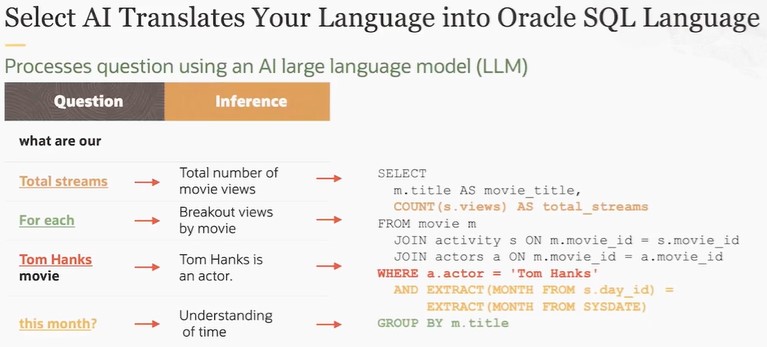 Select AI Translates Your Language into Oracle SQL Language
Processes question using an AI large language model (LLM)
Question Inference
what are our
Total streams
Total number of
movie views
For each
Breakout views
by movie
Tom Hanks
movie
Tom Hanks is
an actor.
this month?
Understanding
of time
SELECT
m.title AS movie_title,
COUNT(s.views) AS total_streams
FROM movie m
JOIN activity s ON m.movie_id = s.movie_id
JOIN actors a ON m.movie_id = a.movie_id
WHERE a.actor = 'Tom Hanks'
AND EXTRACT(MONTH FROM s.day_id) =
EXTRACT(MONTH FROM SYSDATE)
GROUP BY m.title